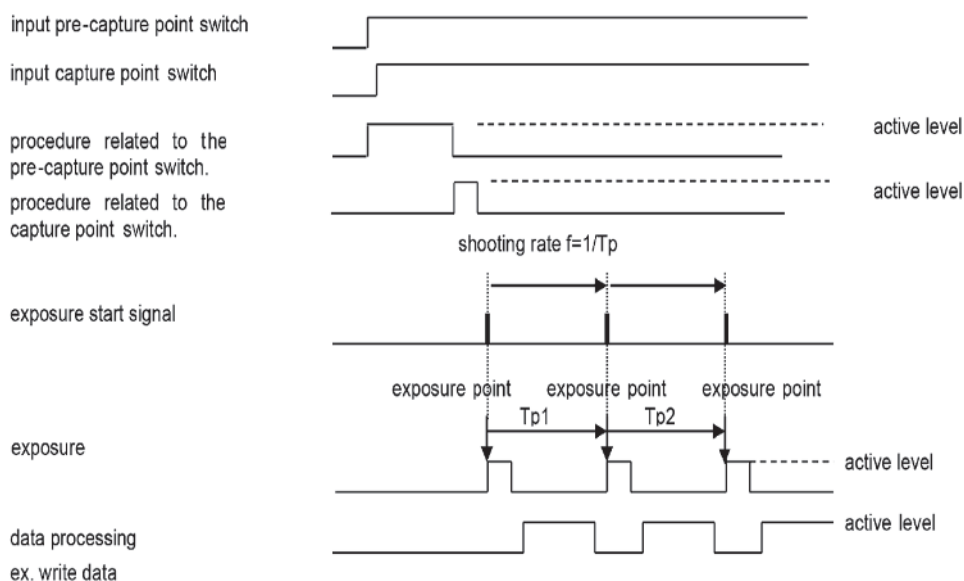 input pre-capture point switch
input capture point switch
procedure related to the
pre-capture point switch.
active level
procedure related to the
capture point switch.
active level
shooting rate f=1/Tp
exposure start signal
exposure point exposure point exposure point
Tp1 Tp2
exposure
active level
data processing
active level
ex. write data